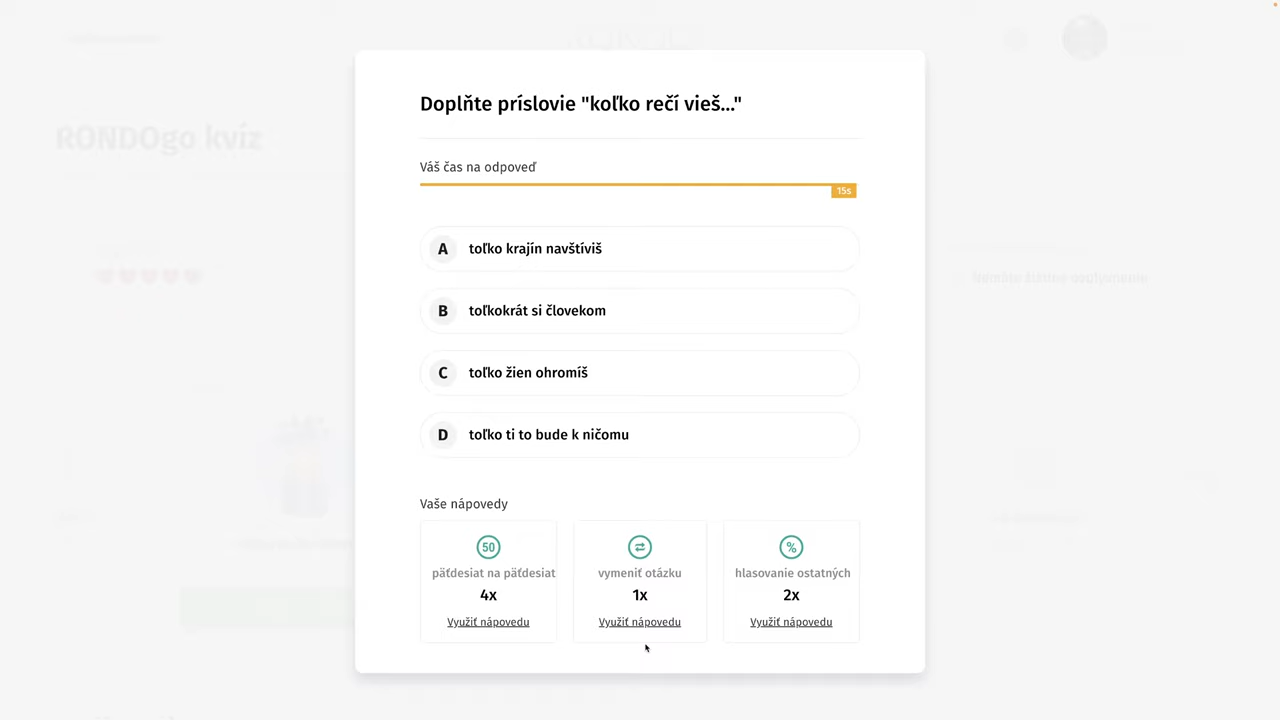 RONDOgo kvíz
Doplňte príslovie "koľko rečí vieš..."
Váš čas na odpoveď
15s
A toľko krajín navštíviš
B toľkokrát si človekom
C toľko žien ohromíš
D toľko ti to bude k ničomu
Vaše nápovedy
50 % 
päťdesiat na päťdesiat vymeniť otázku hlasovanie ostatných
4x 1x 2x
Využiť nápovedu Využiť nápovedu Využiť nápovedu